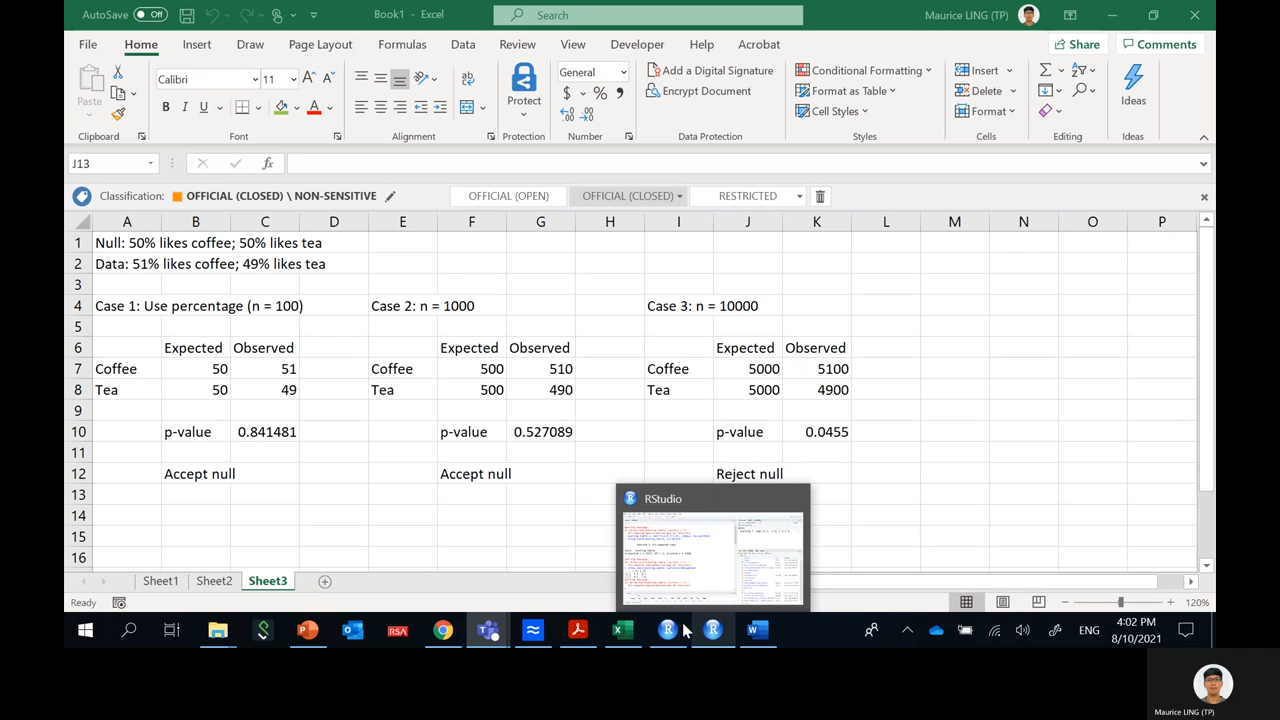 AutoSave Off Book1 - Excel Search Maurice LING (TP)
File Home Insert Draw Page Layout Formulas Data Review View Developer Help Acrobat Share Comments
Paste Calibri 11 General Add a Digital Signature Conditional Formatting Insert
B I U Protect $ % Encrypt Document Format as Table Delete Ideas
Cell Styles Format
Clipboard Font Alignment Protection Number Data Protection Styles Cells Editing Ideas
J13 fx
Classification: OFFICIAL (CLOSED) \ NON-SENSITIVE OFFICIAL (OPEN) OFFICIAL (CLOSED) RESTRICTED
A B C D E F G H I J K L M N O P
1 Null: 50% likes coffee; 50% likes tea
2 Data: 51% likes coffee; 49% likes tea
3
4 Case 1: Use percentage (n = 100) Case 2: n = 1000 Case 3: n = 10000
5
6 Expected Observed Expected Observed Expected Observed
7 Coffee 50 51 Coffee 500 510 Coffee 5000 5100
8 Tea 50 49 Tea 500 490 Tea 5000 4900
9
10 p-value 0.841481 p-value 0.527089 p-value 0.0455
11
12 Accept null Accept null Reject null
13
14
15
16
RStudio
Sheet1 Sheet2 Sheet3
Ready 120%
RSA ENG 4:02 PM
8/10/2021
Maurice LING (TP)